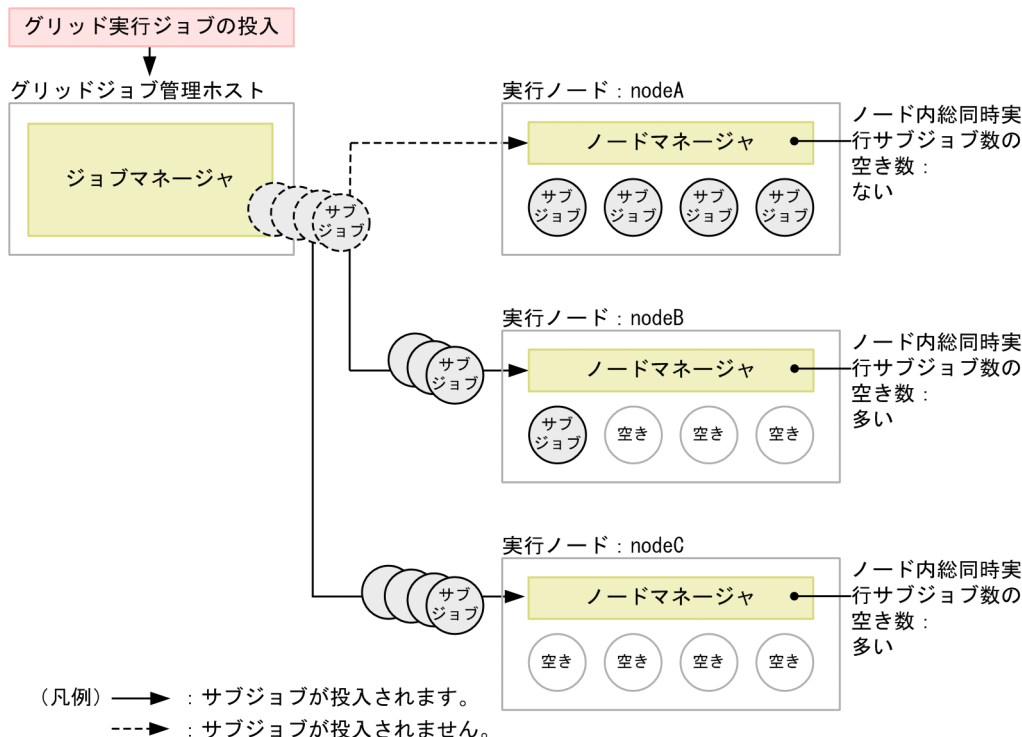 グリッド実行ジョブの投入
グリッドジョブ管理ホスト
ジョブマネージャ
サブ
ジョブ
実行ノード：nodeA
ノードマネージャ
サブ
ジョブ
サブ
ジョブ
サブ
ジョブ
サブ
ジョブ
ノード内総同時実
行サブジョブ数の
空き数：
ない
実行ノード：nodeB
サブ
ジョブ
ノードマネージャ
サブ
ジョブ
空き
空き
空き
ノード内総同時実
行サブジョブ数の
空き数：
多い
実行ノード：nodeC
サブ
ジョブ
ノードマネージャ
空き
空き
空き
空き
ノード内総同時実
行サブジョブ数の
空き数：
多い
（凡例）　：サブジョブが投入されます。
：サブジョブが投入されません。